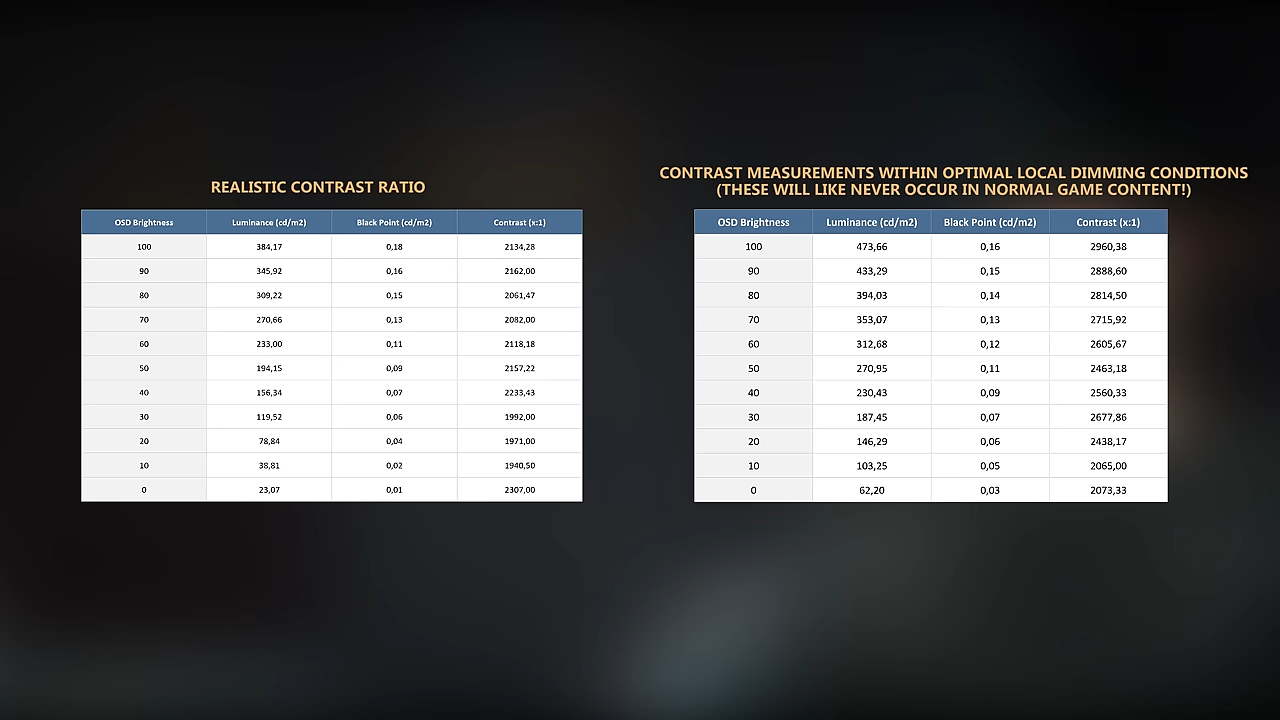 REALISTIC CONTRAST RATIO
OSD Brightness Luminance (cd/m2) Black Point (cd/m2) Contrast (x:1)
100 384,17 0,18 2134,28
90 345,92 0,16 2162,00
80 309,22 0,15 2061,47
70 270,66 0,13 2082,00
60 233,00 0,11 2118,18
50 194,15 0,09 2157,22
40 156,34 0,07 2233,43
30 119,52 0,06 1992,00
20 78,84 0,04 1971,00
10 38,81 0,02 1940,50
0 23,07 0,01 2307,00
CONTRAST MEASUREMENTS WITHIN OPTIMAL LOCAL DIMMING CONDITIONS
(THESE WILL LIKE NEVER OCCUR IN NORMAL GAME CONTENT!)
OSD Brightness Luminance (cd/m2) Black Point (cd/m2) Contrast (x:1)
100 473,66 0,16 2960,38
90 433,29 0,15 2888,60
80 394,03 0,14 2814,50
70 353,07 0,13 2715,92
60 312,68 0,12 2605,67
50 270,95 0,11 2463,18
40 230,43 0,09 2560,33
30 187,45 0,07 2677,86
20 146,29 0,06 2438,17
10 103,25 0,05 2065,00
0 62,20 0,03 2073,33